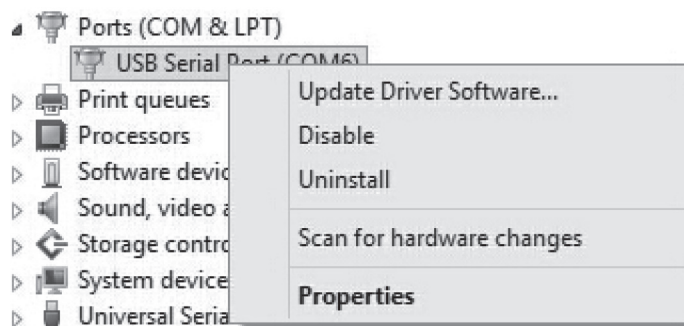 Ports (COM & LPT)
USB Serial Port (COM6)
Update Driver Software...
Print queues
Disable
Processors
Uninstall
Software devic
Sound, video a
Scan for hardware changes
Storage contro
System device
Properties
Universal Seria